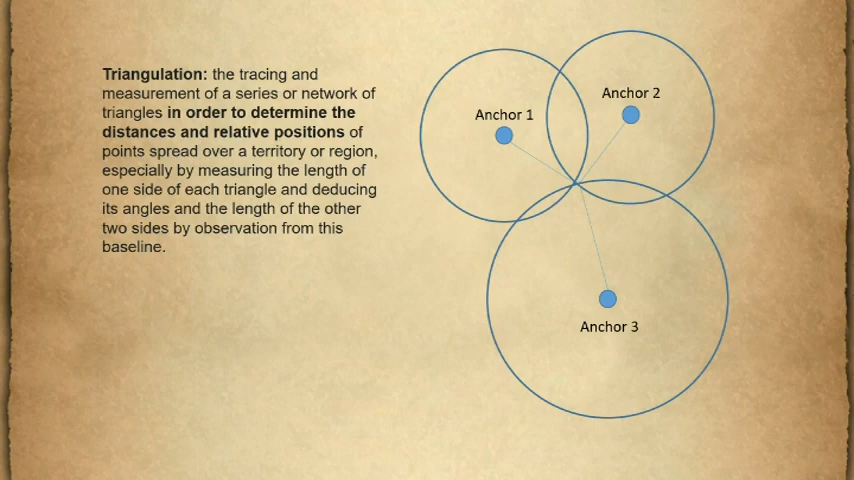 Triangulation: the tracing and
measurement of a series or network of
triangles in order to determine the
distances and relative positions of
points spread over a territory or region,
especially by measuring the length of
one side of each triangle and deducing
its angles and the length of the other
two sides by observation from this
baseline.
Anchor 1
Anchor 2
Anchor 3